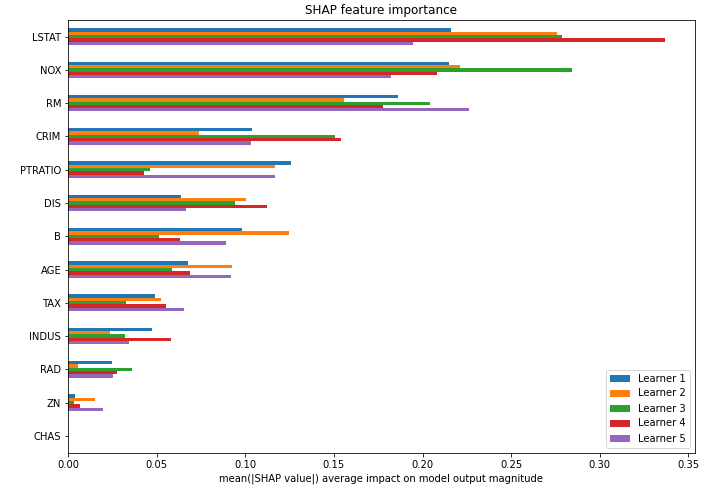 SHAP feature importance
LSTAT
NOX
RM
CRIM
PTRATIO
DIS
B
AGE
TAX
INDUS
RAD
ZN
CHAS
Learner 1
Learner 2
Learner 3
Learner 4
Learner 5
0.00 0.05 0.10 0.15 0.20 0.25 0.30 0.35
mean(|SHAP value|) average impact on model output magnitude